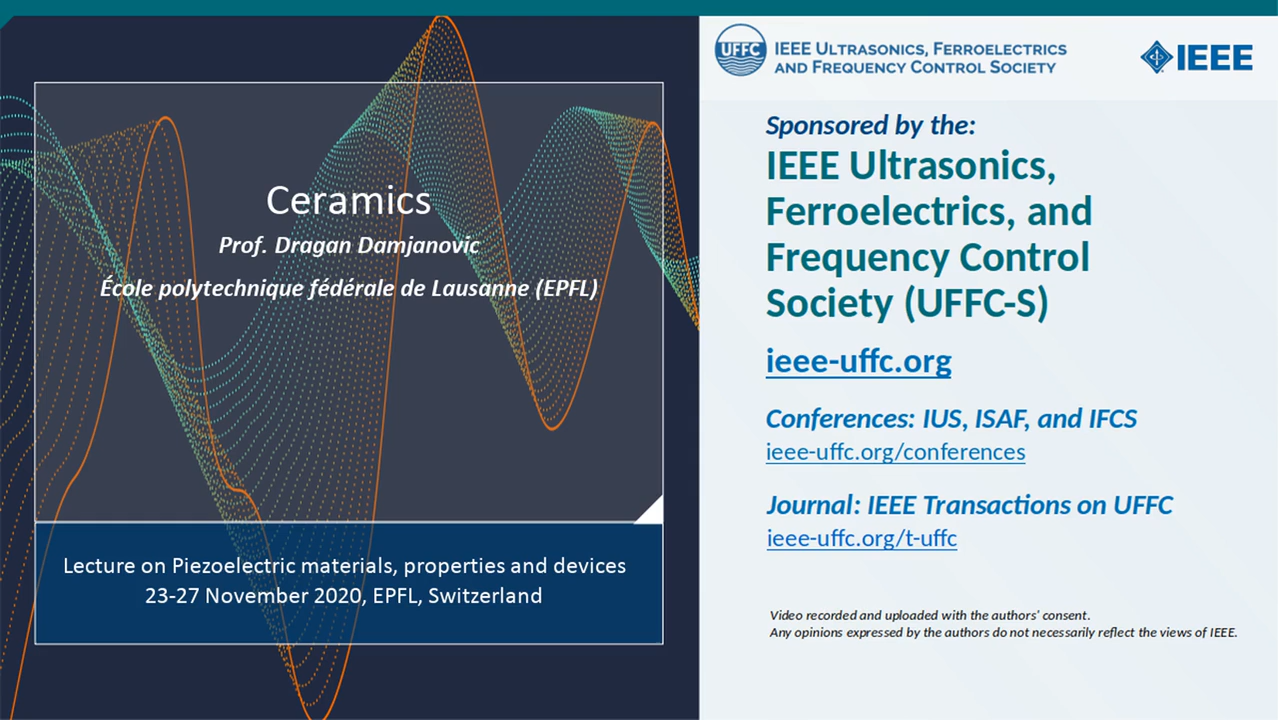 Ceramics
Prof. Dragan Damjanovic
École polytechnique fédérale de Lausanne (EPFL)
Lecture on Piezoelectric materials, properties and devices
23-27 November 2020, EPFL, Switzerland
UFFC
IEEE ULTRASONICS, FERROELECTRICS
AND FREQUENCY CONTROL SOCIETY
IEEE
Sponsored by the:
IEEE Ultrasonics,
Ferroelectrics, and
Frequency Control
Society (UFFC-S)
ieee-uffc.org
Conferences: IUS, ISAF, and IFCS
ieee-uffc.org/conferences
Journal: IEEE Transactions on UFFC
ieee-uffc.org/t-uffc
Video recorded and uploaded with the authors' consent.
Any opinions expressed by the authors do not necessarily reflect the views of IEEE.